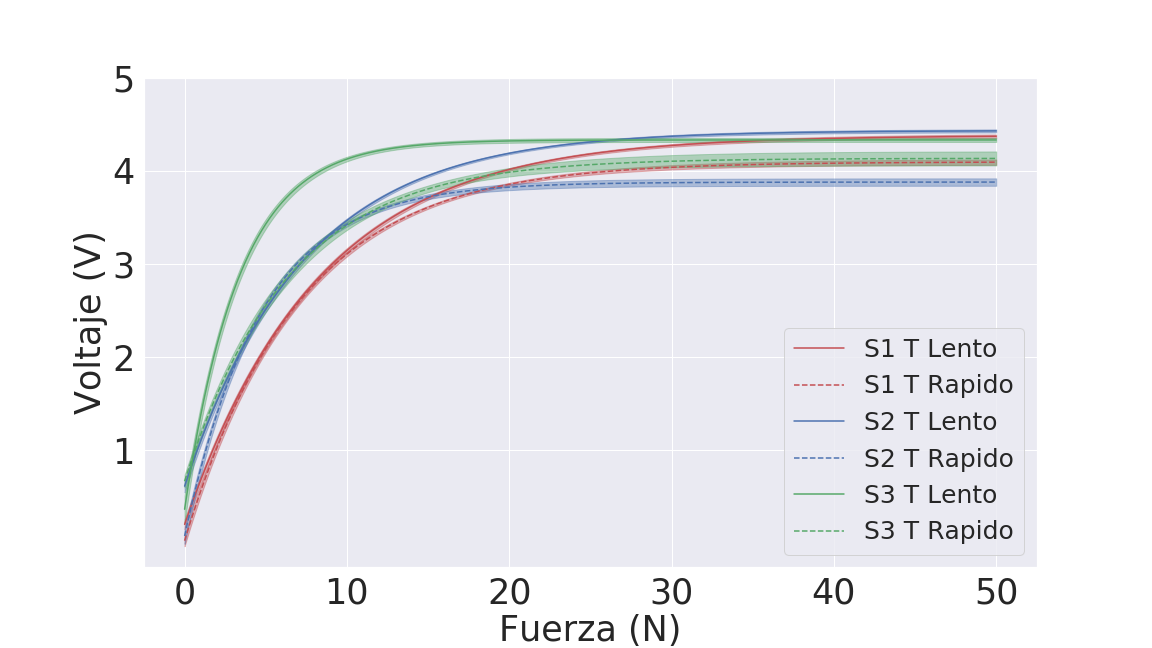 5
4
3
2
1
Voltaje (V)
0 10 20 30 40 50
Fuerza (N)
S1 T Lento
S1 T Rapido
S2 T Lento
S2 T Rapido
S3 T Lento
S3 T Rapido